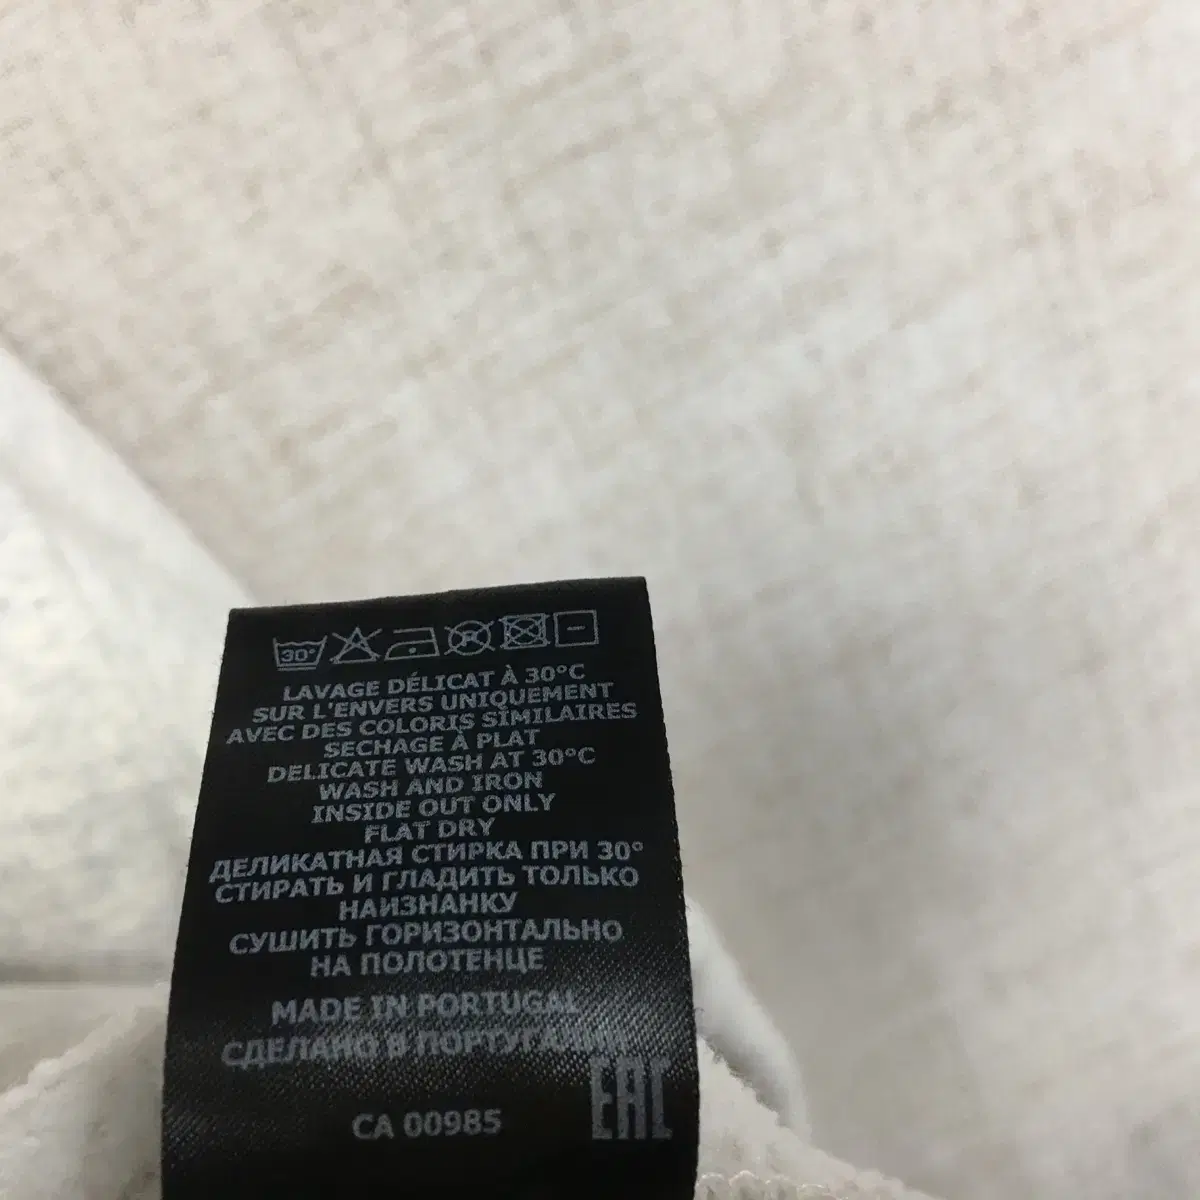 30°
LAVAGE DÉLICAT À 30°C
SUR L'ENVERS UNIQUEMENT
AVEC DES COLORIS SIMILAIRES
SECHAGE À PLAT
DELICATE WASH AT 30°C
WASH AND IRON
INSIDE OUT ONLY
FLAT DRY
ДЕЛИКАТНАЯ СТИРКА ПРИ 30°
СТИРАТЬ И ГЛАДИТЬ ТОЛЬКО
НАИЗНАНКУ
СУШИТЬ ГОРИЗОНТАЛЬНО
НА ПОЛОТЕНЦЕ
MADE IN PORTUGAL
СДЕЛАНО В ПОРТУГАЛИИ
EAC
CA 00985